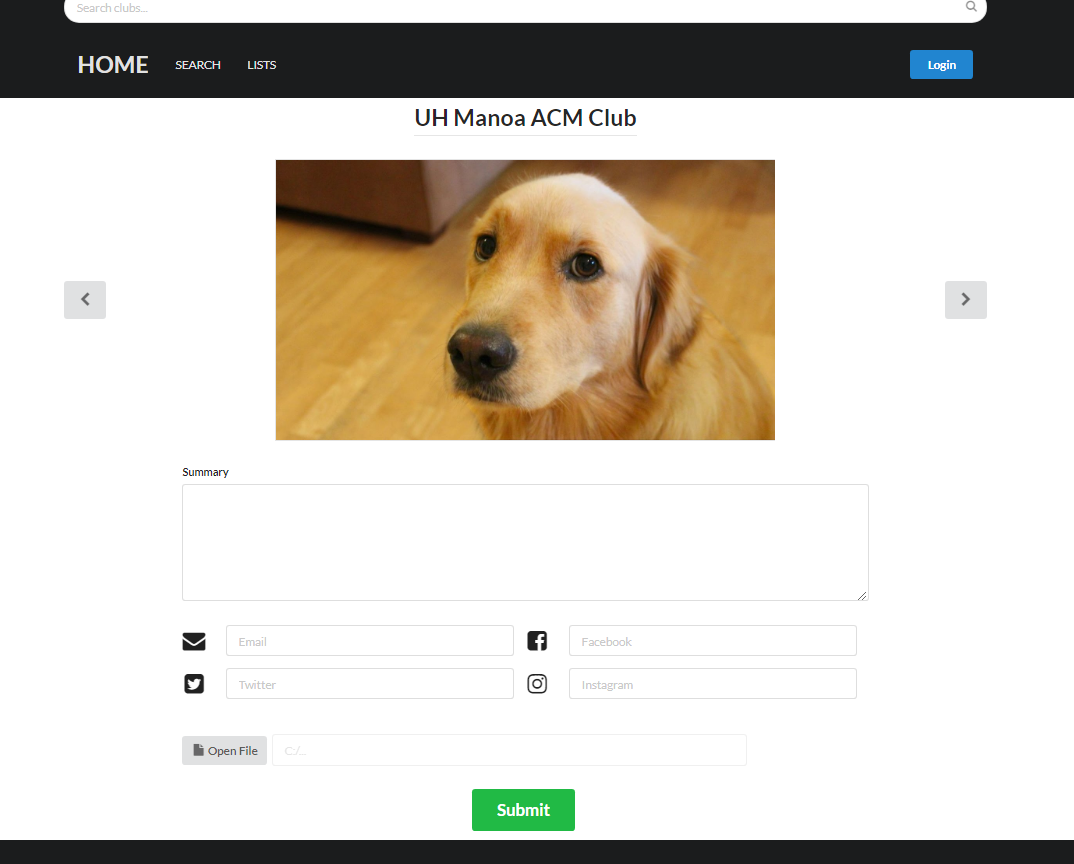 Search clubs...
HOME SEARCH LISTS Login
UH Manoa ACM Club
Summary
Email Facebook
Twitter Instagram
Open File C:/...
Submit